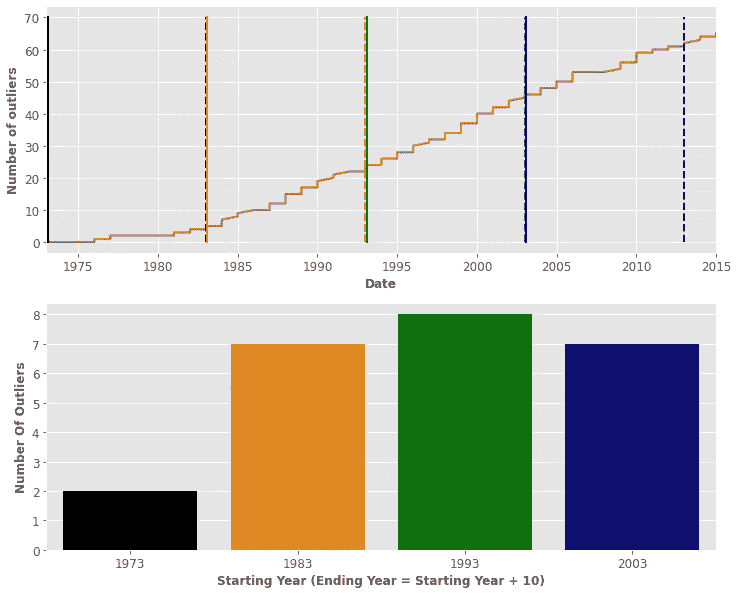 70
60
50
40
30
20
10
0
Number of outliers
1975 1980 1985 1990 1995 2000 2005 2010 2015
Date
8
7
6
5
4
3
2
1
0
Number Of Outliers
1973 1983 1993 2003
Starting Year (Ending Year = Starting Year + 10)